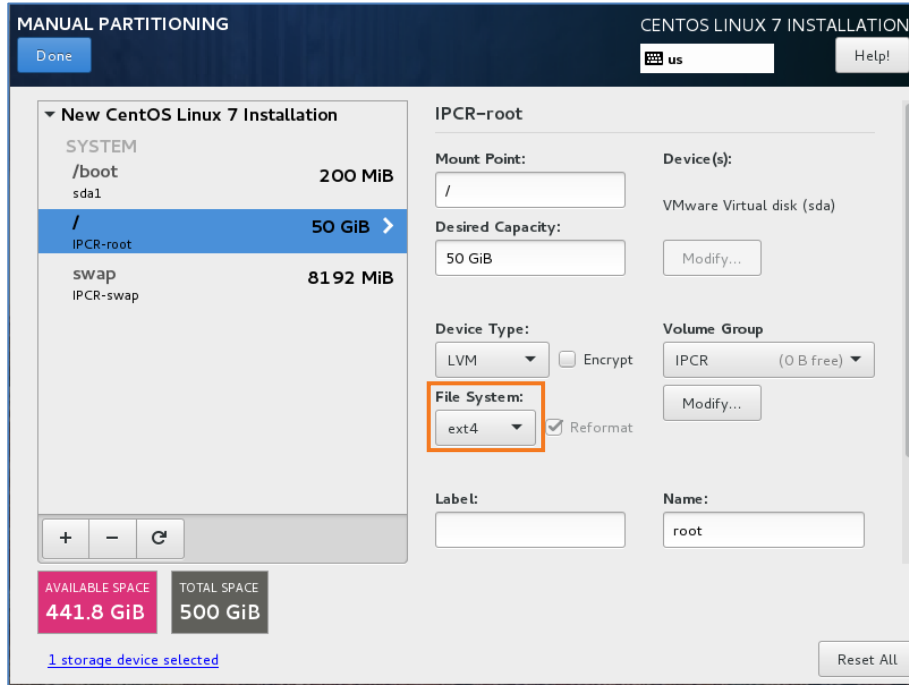 MANUAL PARTITIONING
CENTOS LINUX 7 INSTALLATION
Done
us
Help!
New CentOS Linux 7 Installation
SYSTEM
/boot 200 MiB
sda1
/ 50 GiB
IPCR-root
swap 8192 MiB
IPCR-swap
+ −
AVAILABLE SPACE
441.8 GiB
TOTAL SPACE
500 GiB
1 storage device selected
IPCR-root
Mount Point:
/
Device(s):
VMware Virtual disk (sda)
Desired Capacity:
50 GiB
Modify...
Device Type:
LVM
Encrypt
Volume Group
IPCR (0 B free)
File System:
ext4
Reformat
Modify...
Label:
Name:
root
Reset All